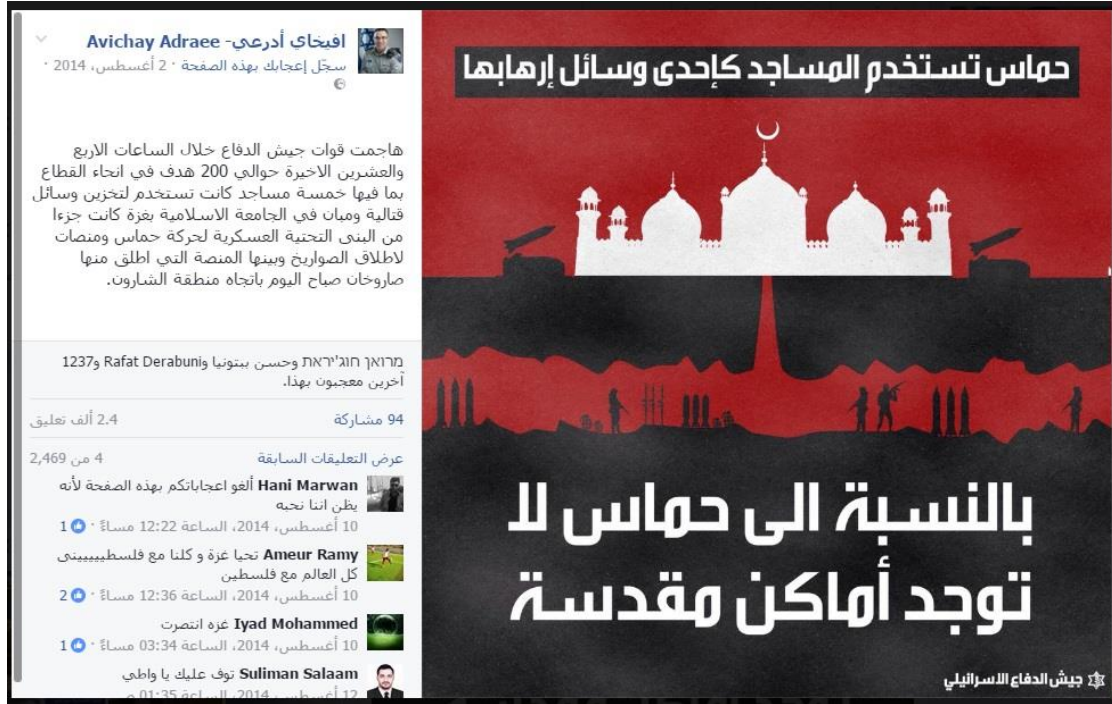 افيخاي أدرعي- Avichay Adraee
سجّل إعجابك بهذه الصفحة · 2 أغسطس، 2014 ·
هاجمت قوات جيش الدفاع خلال الساعات الاربع
والعشرين الاخيرة حوالي 200 هدف في انحاء القطاع
بما فيها خمسة مساجد كانت تستخدم لتخزين وسائل
قتالية ومبان في الجامعة الاسلامية بغزة كانت جزءا
من البنى التحتية العسكرية لحركة حماس ومنصات
لاطلاق الصواريخ وبينها المنصة التي اطلق منها
صاروخان صباح اليوم باتجاه منطقة الشارون.
מרואן חוג'יראת وحسن بيتونيا وRafat Derabuni و1237
آخرين معجبون بهذا.
94 مشاركة
2.4 ألف تعليق
عرض التعليقات السابقة
4 من 2,469
Hani Marwan ألغو اعجاباتكم بهذه الصفحة لأنه
يظن اننا نحبه
10 أغسطس، 2014، الساعة 12:22 مساءً · 1
Ameur Ramy تحيا غزة و كلنا مع فلسطيييييني
كل العالم مع فلسطين
10 أغسطس، 2014، الساعة 12:36 مساءً · 2
Iyad Mohammed غزه انتصرت
10 أغسطس، 2014، الساعة 03:34 مساءً · 1
Suliman Salaam توف عليك يا واطي
12 أغسطس، 2014، الساعة 01:35
حماس تستخدم المساجد كإحدى وسائل إرهابها
بالنسبة الى حماس لا
توجد أماكن مقدسة
جيش الدفاع الاسرائيلي